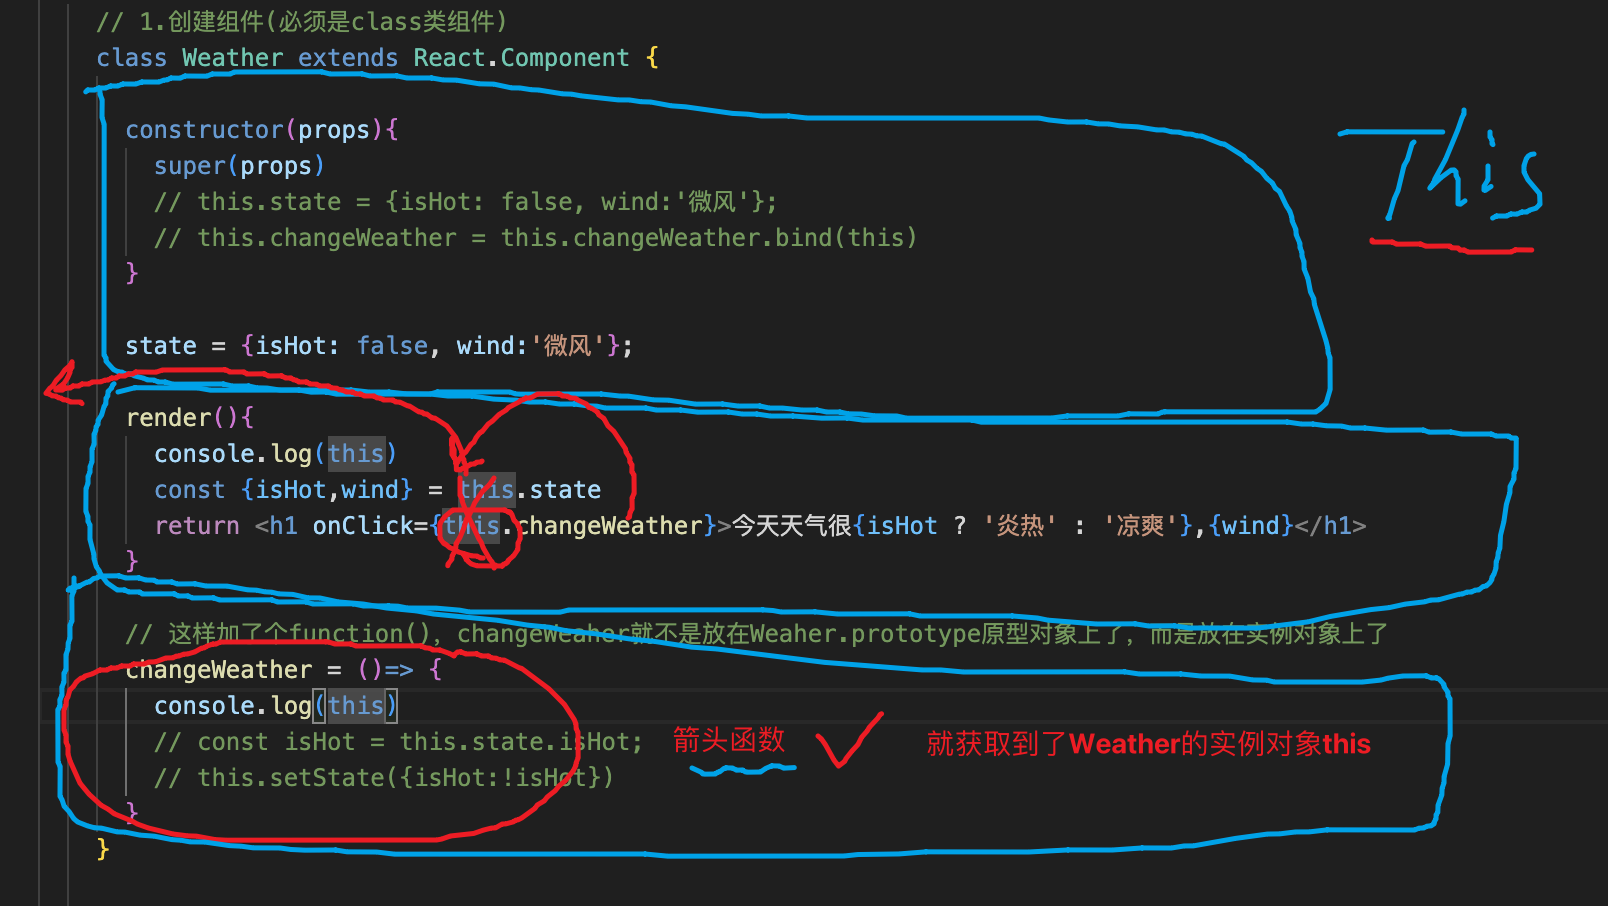 // 1.创建组件(必须是class类组件)
class Weather extends React.Component {
constructor(props){
super(props)
// this.state = {isHot: false, wind:'微风'};
// this.changeWeather = this.changeWeather.bind(this)
}
This
state = {isHot: false, wind:'微风'};
render(){
console.log(this)
const {isHot,wind} = this.state
return <h1 onClick={this.changeWeather}>今天天气很{isHot ? '炎热' : '凉爽'},{wind}</h1>
}
// 这样加了个function(), changeWeaher就不是放在Weaher.prototype原型对象上了, 而是放在实例对象上了
changeWeather = ()=> {
console.log(this)
// const isHot = this.state.isHot; 箭头函数 就获取到了Weather的实例对象this
// this.setState({isHot:!isHot})
}
}